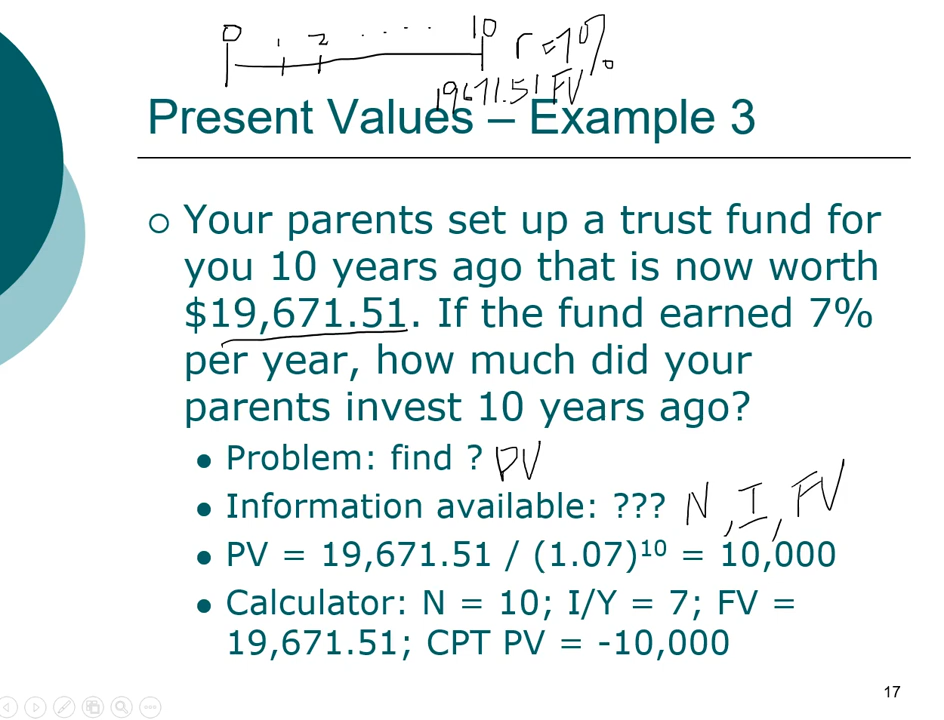 0 1 2 . . . . 10 r = 7%
19671.51 FV
Present Values – Example 3
Your parents set up a trust fund for
you 10 years ago that is now worth
$19,671.51. If the fund earned 7%
per year, how much did your
parents invest 10 years ago?
Problem: find ? PV
Information available: ??? N, I, FV
PV = 19,671.51 / (1.07)¹⁰ = 10,000
Calculator: N = 10; I/Y = 7; FV =
19,671.51; CPT PV = -10,000
17